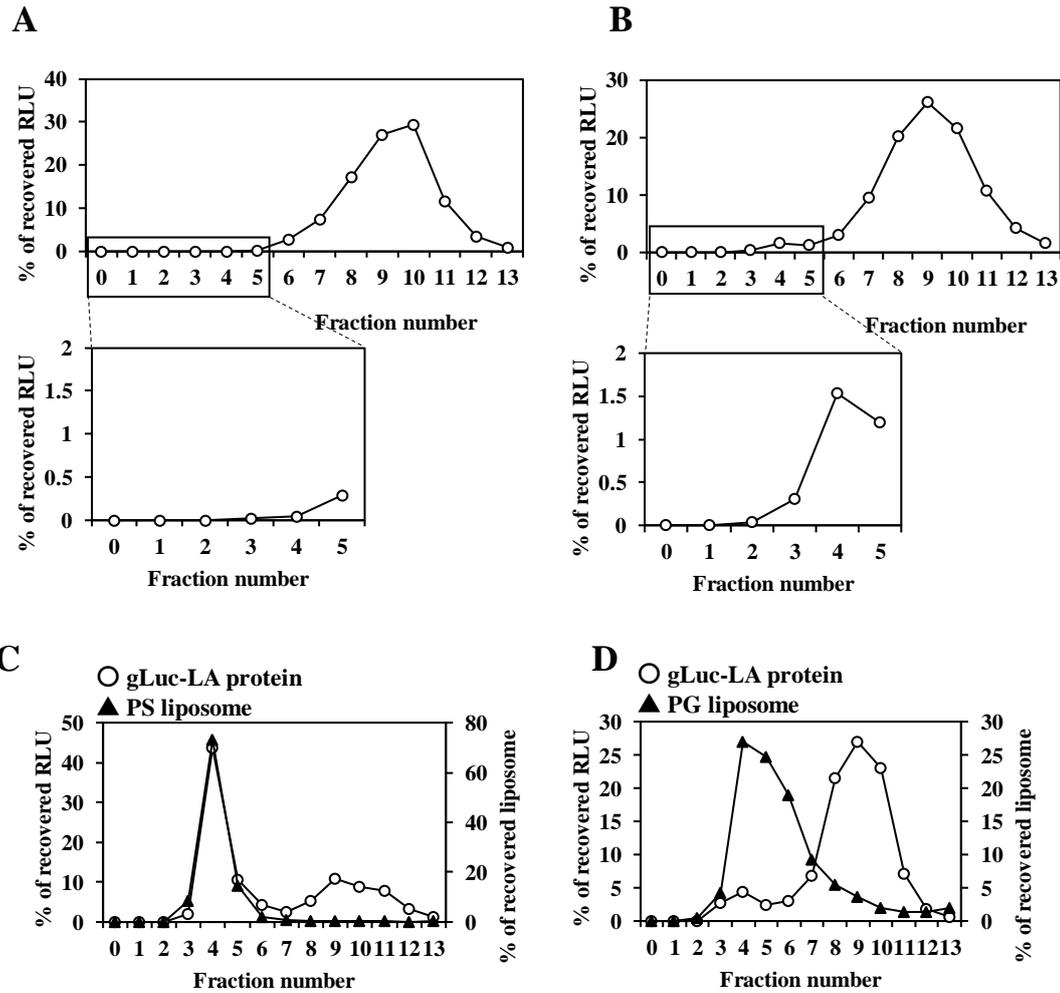 A
B
% of recovered RLU
40
30
20
10
0
0 1 2 3 4 5 6 7 8 9 10 11 12 13
Fraction number
% of recovered RLU
30
20
10
0
0 1 2 3 4 5 6 7 8 9 10 11 12 13
Fraction number
% of recovered RLU
2
1.5
1
0.5
0
0 1 2 3 4 5
Fraction number
% of recovered RLU
2
1.5
1
0.5
0
0 1 2 3 4 5
Fraction number
C
gLuc-LA protein
PS liposome
% of recovered RLU
50
40
30
20
10
0
80
60
40
20
0
% of recovered liposome
0 1 2 3 4 5 6 7 8 9 10 11 12 13
Fraction number
D
gLuc-LA protein
PG liposome
% of recovered RLU
30
25
20
15
10
5
0
30
25
20
15
10
5
0
% of recovered liposome
0 1 2 3 4 5 6 7 8 9 10 11 12 13
Fraction number